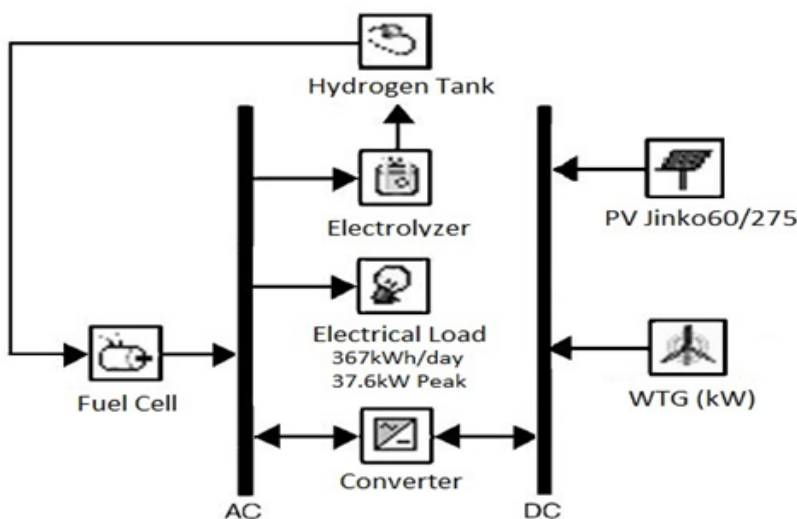 Hydrogen Tank
Electrolyzer
PV Jinko60/275
Electrical Load
367kWh/day
37.6kW Peak
Fuel Cell
WTG (kW)
Converter
AC
DC